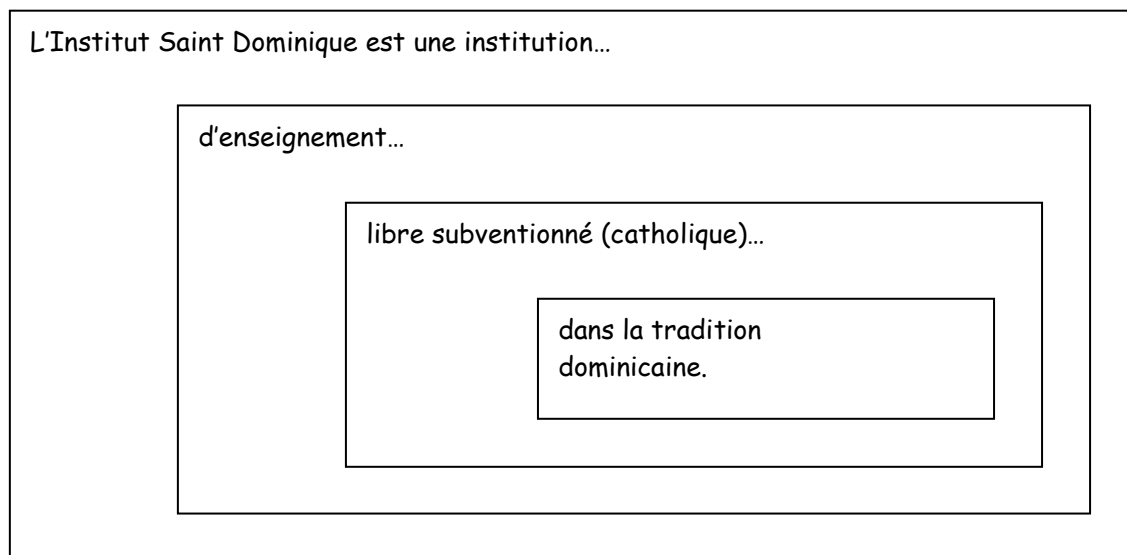 L'Institut Saint Dominique est une institution…
d'enseignement…
libre subventionné (catholique)…
dans la tradition
dominicaine.